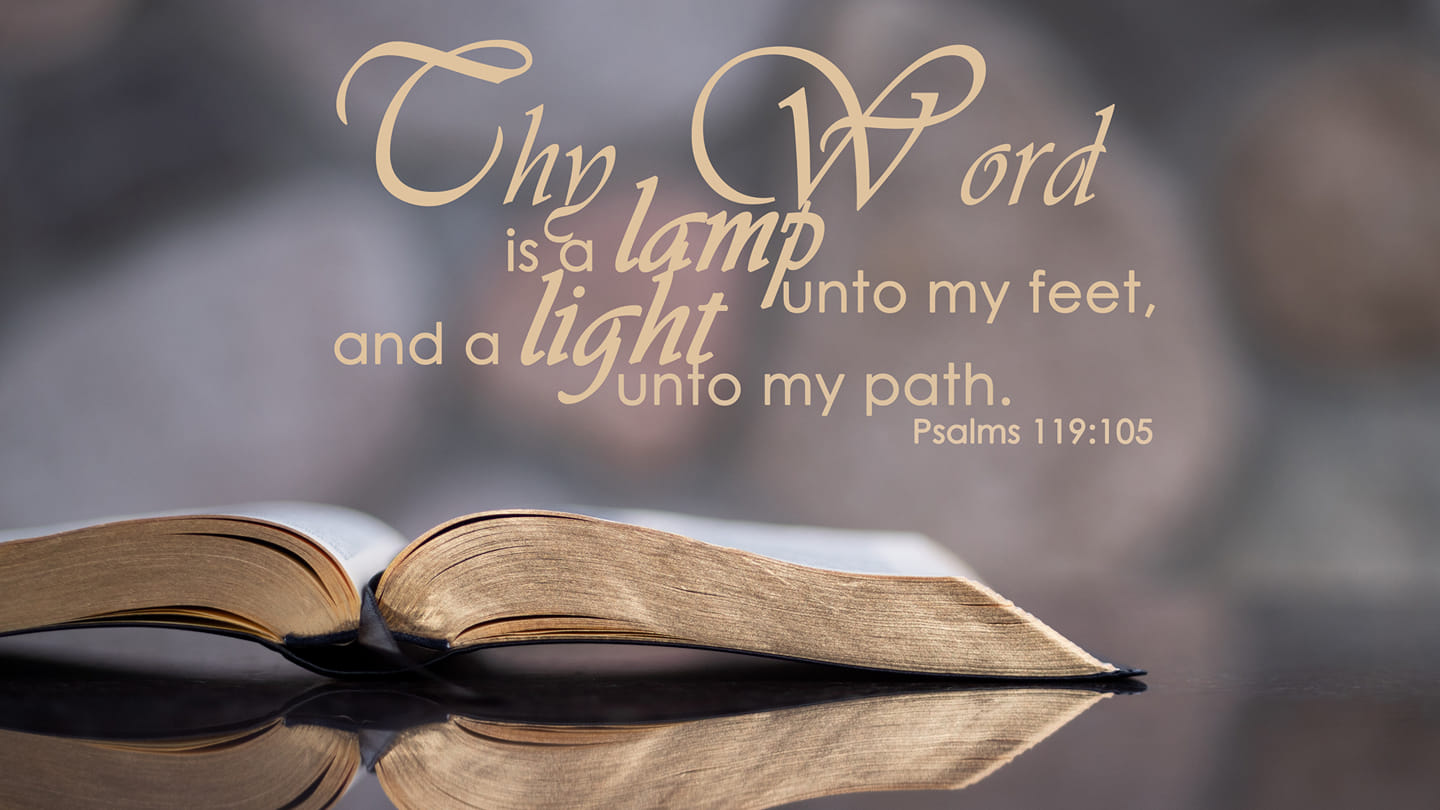 Thy Word
is a lamp
unto my feet,
and a light
unto my path.
Psalms 119:105